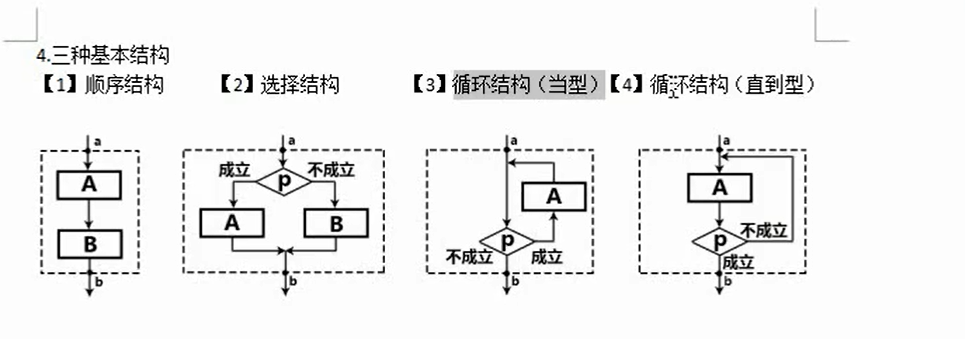 4.三种基本结构
【1】顺序结构 【2】选择结构 【3】循环结构（当型）【4】循环结构（直到型）
a a a a
成立 p 不成立
A A B A A
B p 不成立 成立 p 不成立
成立
b b b b